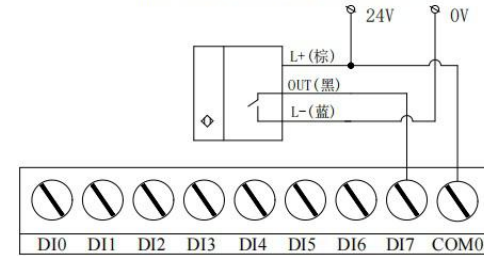 24V 0V
L+(棕)
OUT(黑)
L-(蓝)
DI0 DI1 DI2 DI3 DI4 DI5 DI6 DI7 COM0